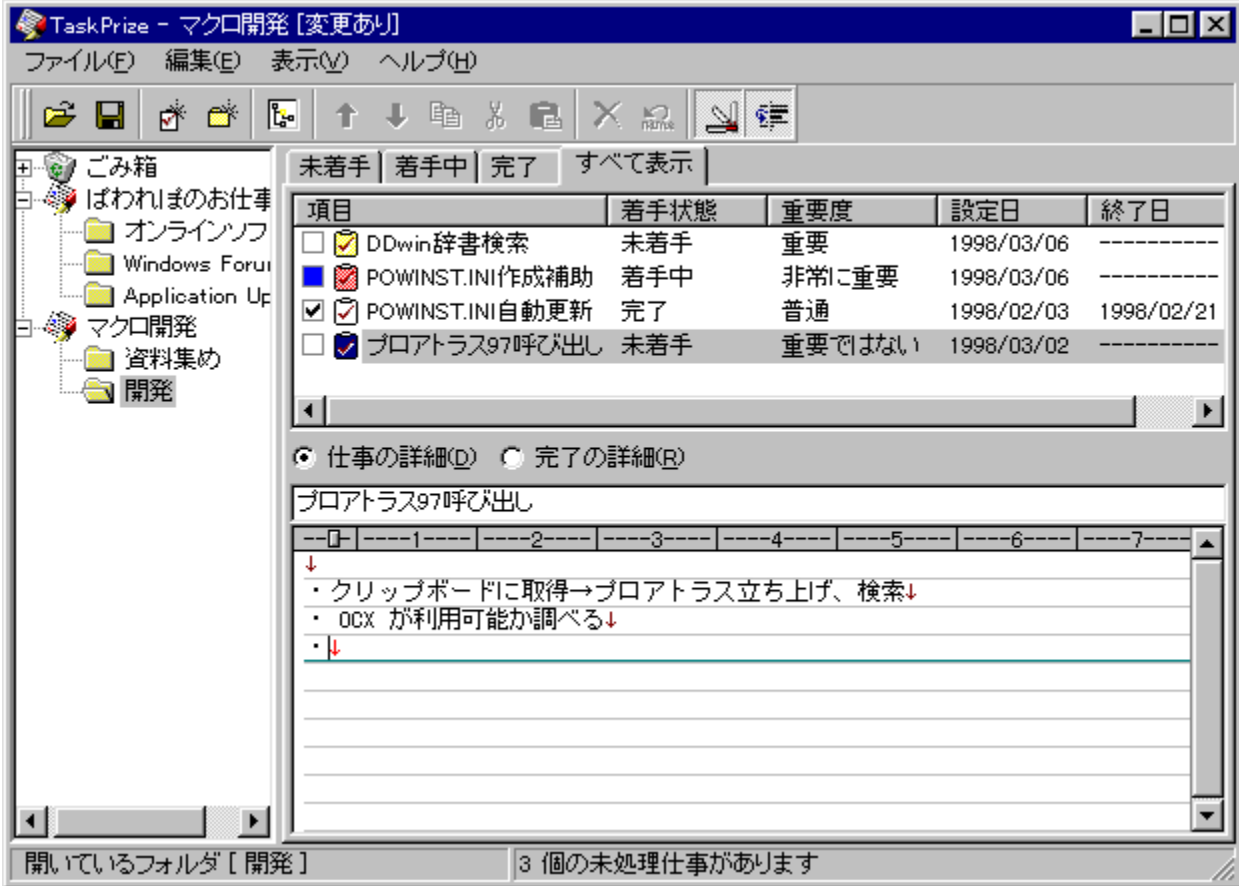 TaskPrize - マクロ開発 [変更あり]
ファイル(F) 編集(E) 表示(V) ヘルプ(H)
name
ごみ箱
ぱわれぽのお仕事
オンラインソフ
Windows Foru
Application Up
マクロ開発
資料集め
開発
未着手 着手中 完了 すべて表示
項目 着手状態 重要度 設定日 終了日
DDwin辞書検索 未着手 重要 1998/03/06 ----------
POWINST.INI作成補助 着手中 非常に重要 1998/03/06 ----------
POWINST.INI自動更新 完了 普通 1998/02/03 1998/02/21
プロアトラス97呼び出し 未着手 重要ではない 1998/03/02 ----------
仕事の詳細(D) 完了の詳細(R)
プロアトラス97呼び出し
----|----1----|----2----|----3----|----4----|----5----|----6----|----7----
↓
・クリップボードに取得→プロアトラス立ち上げ、検索↓
・ OCX が利用可能か調べる↓
・↓
開いているフォルダ [ 開発 ]
3 個の未処理仕事があります